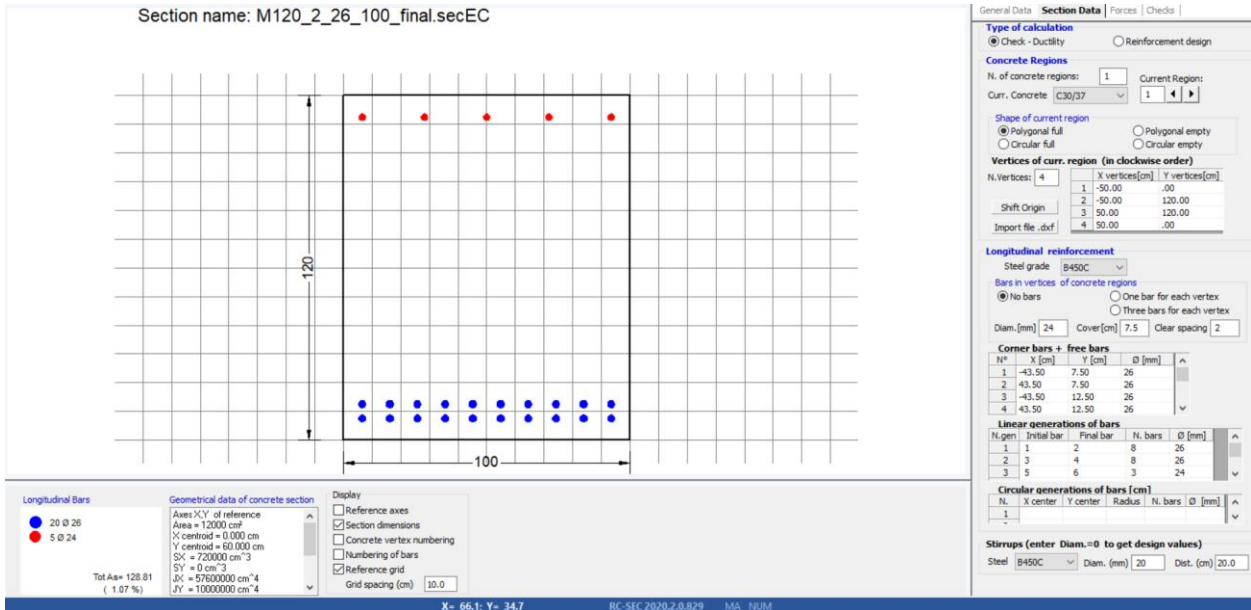 Section name: M120_2_26_100_final.secEC
120
100
General Data Section Data Forces Checks
Type of calculation
Check - Ductility Reinforcement design
Concrete Regions
N. of concrete regions: 1 Current Region:
Curr. Concrete C30/37 1
Shape of current region
Polygonal full Polygonal empty
Circular full Circular empty
Vertices of curr. region (in clockwise order)
N.Vertices: 4
X vertices[cm] Y vertices[cm]
1 -50.00 .00
2 -50.00 120.00
3 50.00 120.00
4 50.00 .00
Shift Origin
Import file .dxf
Longitudinal reinforcement
Steel grade B450C
Bars in vertices of concrete regions
No bars One bar for each vertex
Three bars for each vertex
Diam.[mm] 24 Cover[cm] 7.5 Clear spacing 2
Corner bars + free bars
N° X [cm] Y [cm] Ø [mm]
1 -43.50 7.50 26
2 43.50 7.50 26
3 -43.50 12.50 26
4 43.50 12.50 26
Linear generations of bars
N.gen Initial bar Final bar N. bars Ø [mm]
1 1 2 8 26
2 3 4 8 26
3 5 6 3 24
Circular generations of bars [cm]
N. X center Y center Radius N. bars Ø [mm]
1
Stirrups (enter Diam.=0 to get design values)
Steel B450C Diam. (mm) 20 Dist. (cm) 20.0
Longitudinal Bars
20 Ø 26
5 Ø 24
Tot As= 128.81
( 1.07 %)
Geometrical data of concrete section
Axes X,Y of reference
Area = 12000 cm²
X centroid = 0.000 cm
Y centroid = 60.000 cm
SX = 720000 cm^3
SY = 0 cm^3
JX = 57600000 cm^4
JY = 10000000 cm^4
Display
Reference axes
Section dimensions
Concrete vertex numbering
Numbering of bars
Reference grid
Grid spacing (cm) 10.0
X= 66.1; Y= 34.7 RC-SEC 2020.2.0.829 MA NUM